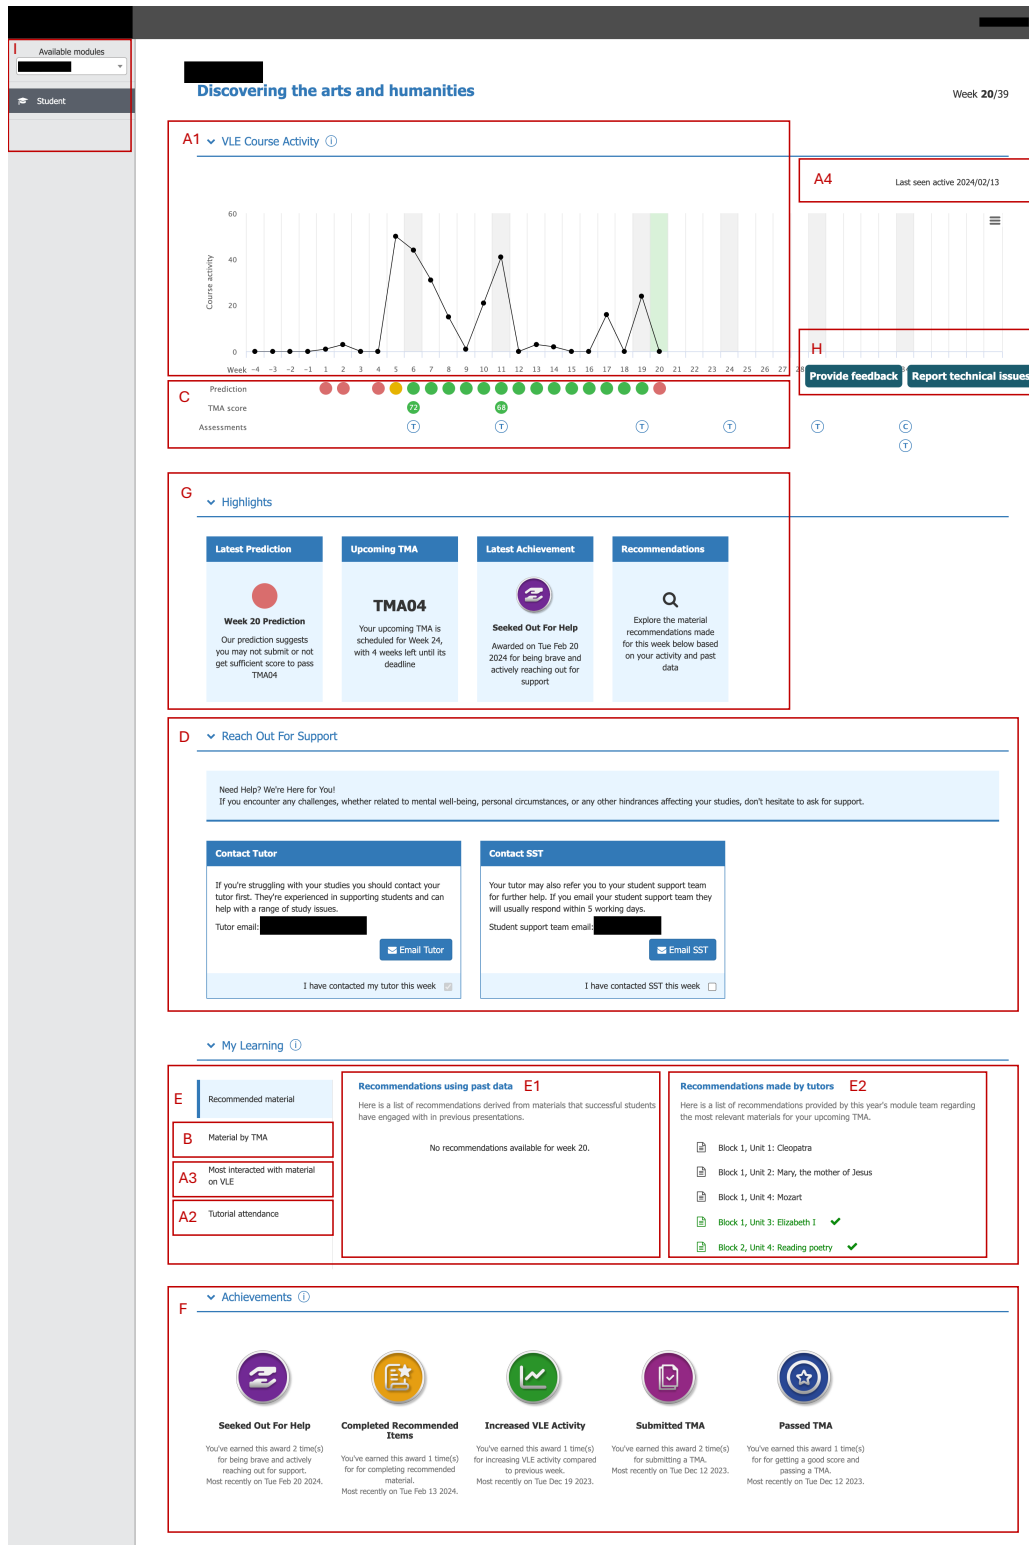 I
Available modules
Student
Discovering the arts and humanities
Week 20/39
A1
VLE Course Activity
A4
Last seen active 2024/02/13
60
40
20
0
Course activity
Week -4 -3 -2 -1 1 2 3 4 5 6 7 8 9 10 11 12 13 14 15 16 17 18 19 20 21 22 23 24 25 26 27 28
H
Provide feedback
Report technical issues
C
Prediction
TMA score
72
68
Assessments
T T T T T C
T
G
Highlights
Latest Prediction
Week 20 Prediction
Our prediction suggests
you may not submit or not
get sufficient score to pass
TMA04
Upcoming TMA
TMA04
Your upcoming TMA is
scheduled for Week 24,
with 4 weeks left until its
deadline
Latest Achievement
Seeked Out For Help
Awarded on Tue Feb 20
2024 for being brave and
actively reaching out for
support
Recommendations
Explore the material
recommendations made
for this week below based
on your activity and past
data
D
Reach Out For Support
Need Help? We're Here for You!
If you encounter any challenges, whether related to mental well-being, personal circumstances, or any other hindrances affecting your studies, don't hesitate to ask for support.
Contact Tutor
If you're struggling with your studies you should contact your
tutor first. They're experienced in supporting students and can
help with a range of study issues.
Tutor email:
Email Tutor
I have contacted my tutor this week
Contact SST
Your tutor may also refer you to your student support team
for further help. If you email your student support team they
will usually respond within 5 working days.
Student support team email:
Email SST
I have contacted SST this week
My Learning
E
Recommended material
B
Material by TMA
A3
Most interacted with material
on VLE
A2
Tutorial attendance
Recommendations using past data E1
Here is a list of recommendations derived from materials that successful students
have engaged with in previous presentations.
No recommendations available for week 20.
Recommendations made by tutors E2
Here is a list of recommendations provided by this year's module team regarding
the most relevant materials for your upcoming TMA.
Block 1, Unit 1: Cleopatra
Block 1, Unit 2: Mary, the mother of Jesus
Block 1, Unit 4: Mozart
Block 1, Unit 3: Elizabeth I
Block 2, Unit 4: Reading poetry
F
Achievements
Seeked Out For Help
You've earned this award 2 time(s)
for being brave and actively
reaching out for support.
Most recently on Tue Feb 20 2024.
Completed Recommended
Items
You've earned this award 1 time(s)
for for completing recommended
material.
Most recently on Tue Feb 13 2024.
Increased VLE Activity
You've earned this award 1 time(s)
for increasing VLE activity compared
to previous week.
Most recently on Tue Dec 19 2023.
Submitted TMA
You've earned this award 2 time(s)
for submitting a TMA.
Most recently on Tue Dec 12 2023.
Passed TMA
You've earned this award 1 time(s)
for for getting a good score and
passing a TMA.
Most recently on Tue Dec 12 2023.